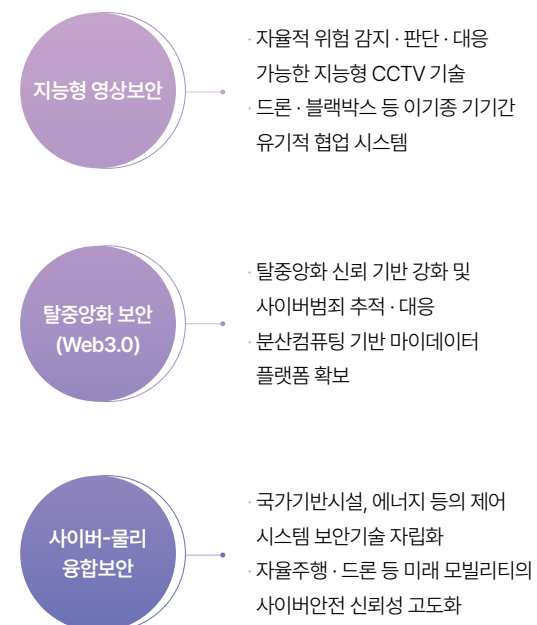 지능형 영상보안
· 자율적 위험 감지 · 판단 · 대응
가능한 지능형 CCTV 기술
· 드론 · 블랙박스 등 이기종 기기간
유기적 협업 시스템
탈중앙화 보안
(Web3.0)
· 탈중앙화 신뢰 기반 강화 및
사이버범죄 추적 · 대응
· 분산컴퓨팅 기반 마이데이터
플랫폼 확보
사이버-물리
융합보안
· 국가기반시설, 에너지 등의 제어
시스템 보안기술 자립화
· 자율주행 · 드론 등 미래 모빌리티의
사이버안전 신뢰성 고도화